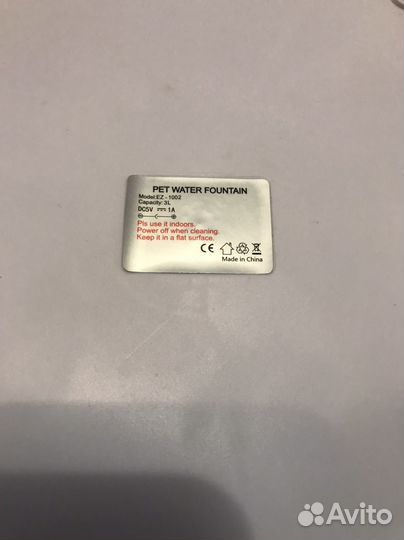 PET WATER FOUNTAIN
Model:EZ - 1002
Capacity: 3L
DC5V ⎓ 1A
Pls use it indoors.
Power off when cleaning.
Keep it in a flat surface.
CE
Made in China
Avito